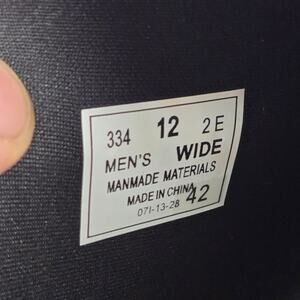 334 12 2E
MEN'S WIDE
MANMADE MATERIALS
MADE IN CHINA 42
071-13-28